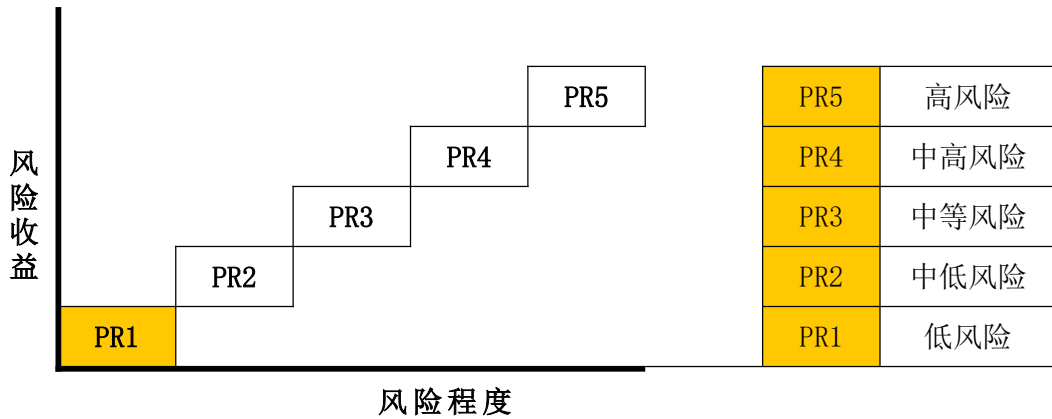 风险收益
PR5
PR4
PR3
PR2
PR1
风险程度
PR5 高风险
PR4 中高风险
PR3 中等风险
PR2 中低风险
PR1 低风险